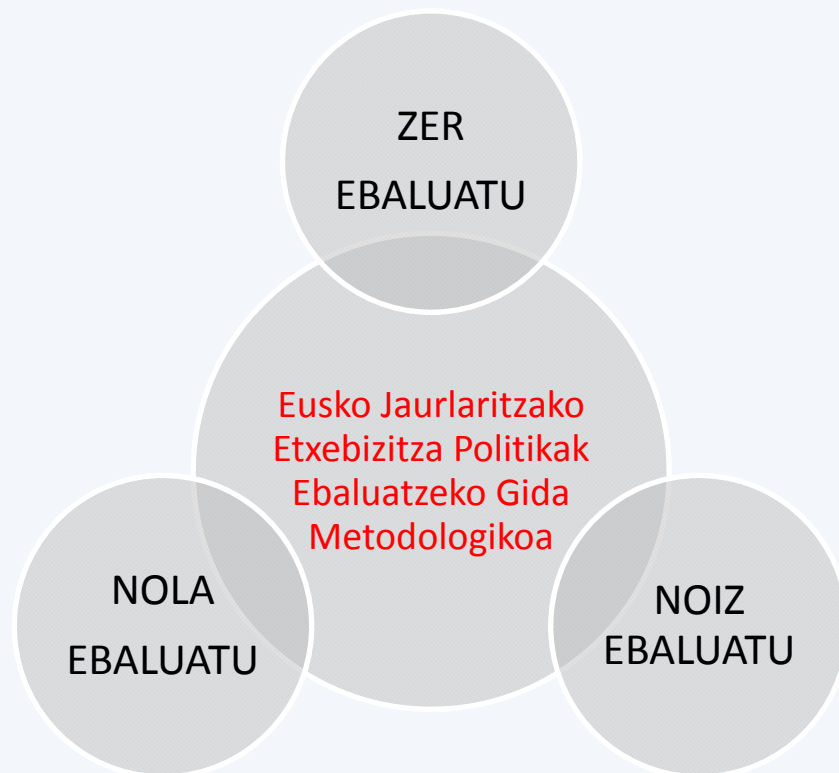 ZER
EBALUATU
Eusko Jaurlaritzako
Etxebizitza Politikak
Ebaluatzeko Gida
Metodologikoa
NOLA
EBALUATU
NOIZ
EBALUATU